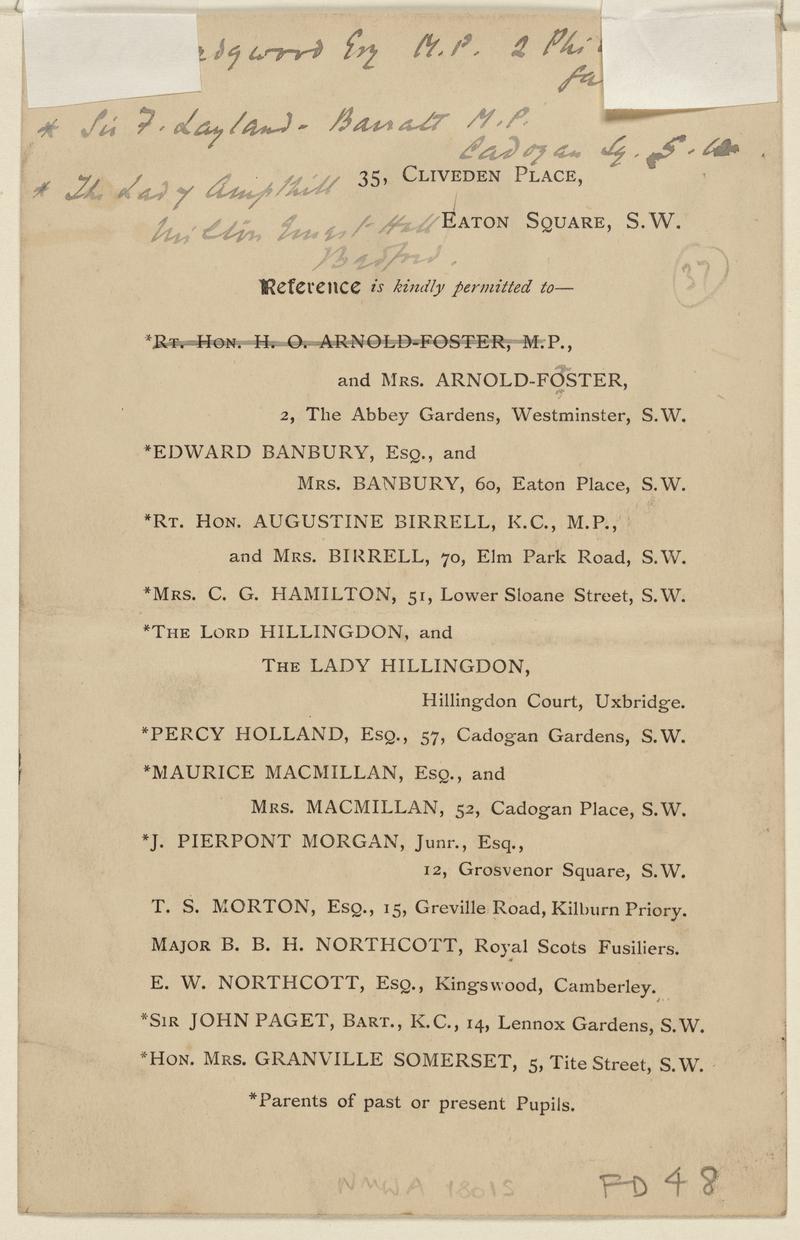 Esq M.P. 2
* Sir F. Layland-Barratt M.P.
Cadogan Sq. S.W.
* The Lady Ampthill
35, CLIVEDEN PLACE,
Milton Ernest Hall
EATON SQUARE, S.W.
Bedford.
37
Reference is kindly permitted to—
*RT. HON. H. O. ARNOLD-FOSTER, M.P.,
and MRS. ARNOLD-FOSTER,
2, The Abbey Gardens, Westminster, S.W.
*EDWARD BANBURY, ESQ., and
MRS. BANBURY, 60, Eaton Place, S.W.
*RT. HON. AUGUSTINE BIRRELL, K.C., M.P.,
and MRS. BIRRELL, 70, Elm Park Road, S.W.
*MRS. C. G. HAMILTON, 51, Lower Sloane Street, S.W.
*THE LORD HILLINGDON, and
THE LADY HILLINGDON,
Hillingdon Court, Uxbridge.
*PERCY HOLLAND, ESQ., 57, Cadogan Gardens, S.W.
*MAURICE MACMILLAN, ESQ., and
MRS. MACMILLAN, 52, Cadogan Place, S.W.
*J. PIERPONT MORGAN, Junr., Esq.,
12, Grosvenor Square, S.W.
T. S. MORTON, ESQ., 15, Greville Road, Kilburn Priory.
MAJOR B. B. H. NORTHCOTT, Royal Scots Fusiliers.
E. W. NORTHCOTT, ESQ., Kingswood, Camberley.
*SIR JOHN PAGET, BART., K.C., 14, Lennox Gardens, S.W.
*HON. MRS. GRANVILLE SOMERSET, 5, Tite Street, S.W.
*Parents of past or present Pupils.
NMWA 18015
FD 48